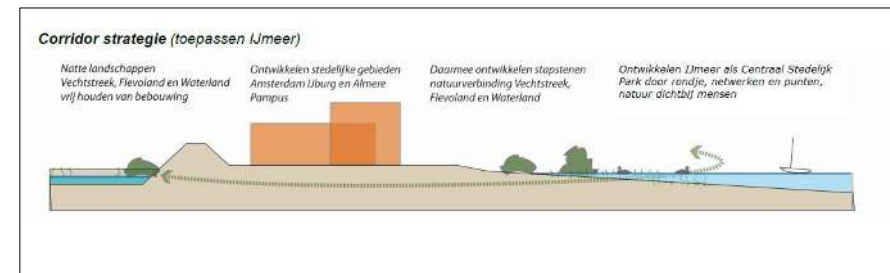 Corridor strategie (toepassen IJmeer)
Natte landschappen
Vechtstreek, Flevoland en Waterland
vrij houden van bebouwing
Ontwikkelen stedelijke gebieden
Amsterdam IJburg en Almere
Pampus
Daarmee ontwikkelen stapstenen
natuurverbinding Vechtstreek,
Flevoland en Waterland
Ontwikkelen IJmeer als Centraal Stedelijk
Park door rondje, netwerken en punten,
natuur dichtbij mensen